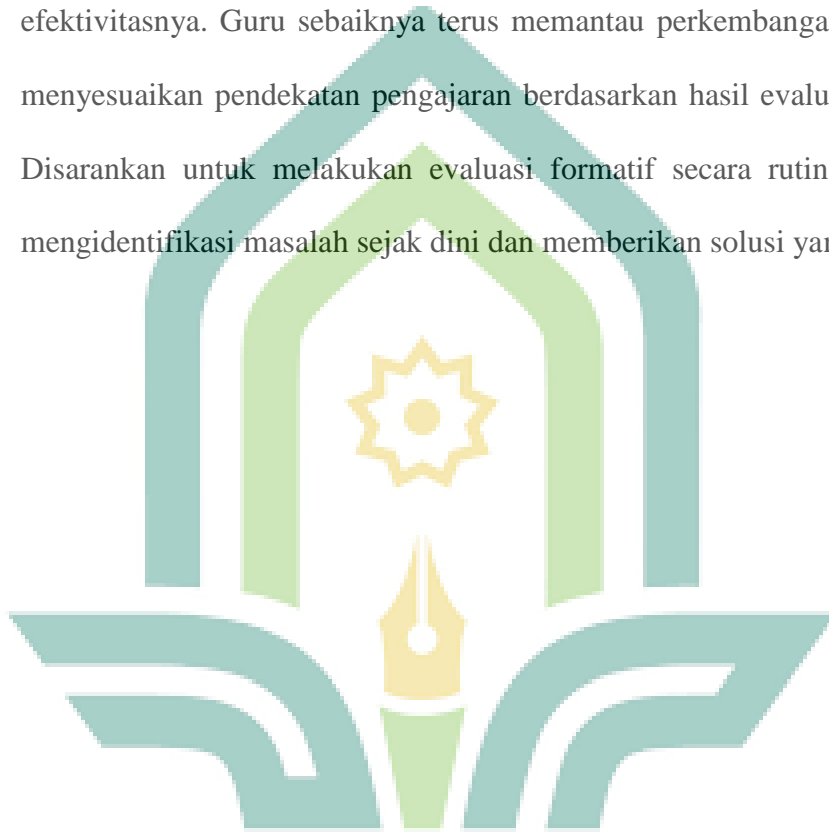 efektivitasnya. Guru sebaiknya terus memantau perkembanga
menyesuaikan pendekatan pengajaran berdasarkan hasil evalu
Disarankan untuk melakukan evaluasi formatif secara rutin
mengidentifikasi masalah sejak dini dan memberikan solusi yan